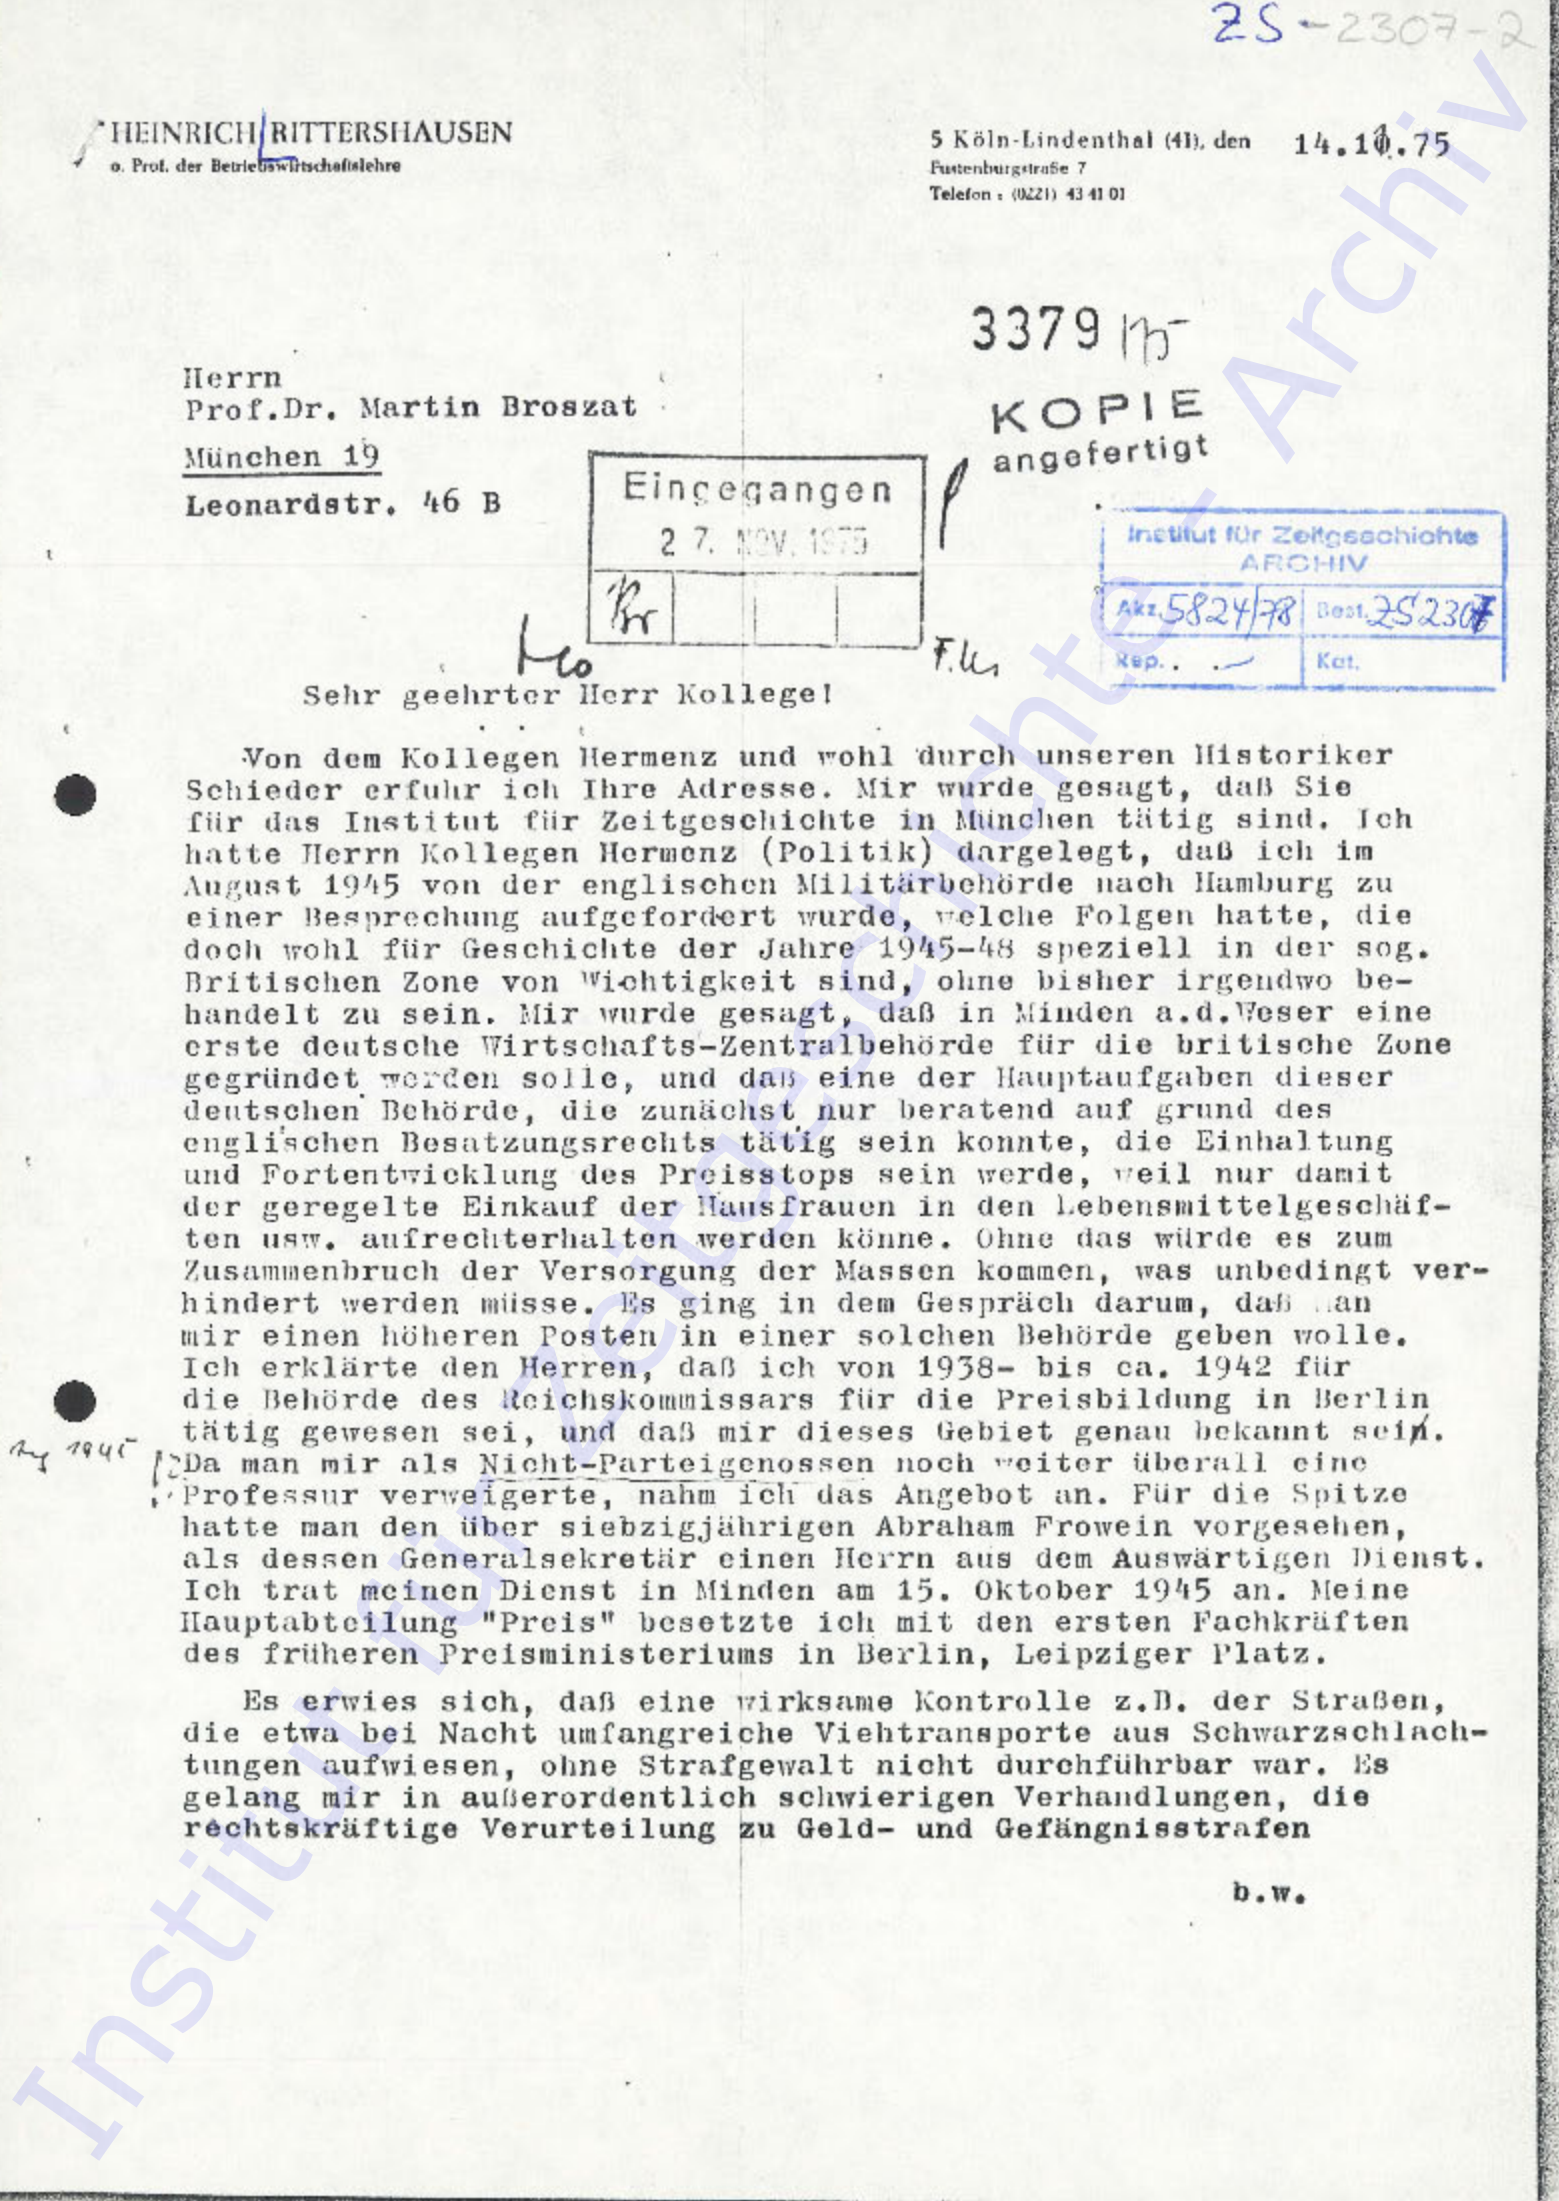 ZS-2307-2
HEINRICH RITTERSHAUSEN
o. Prof. der Betriebswirtschaftslehre
5 Köln-Lindenthal (41), den 14.11.75
Fürstenburgstraße 7
Telefon : (0221) 43 41 01
3379/75
KOPIE
angefertigt
Herrn
Prof.Dr. Martin Broszat
München 19
Leonardstr. 46 B
Eingegangen
27. NOV. 1975
Br
Institut für Zeitgeschichte
ARCHIV
Akz. 5824/78 Best. ZS 2307
Rep. Kat.
Sehr geehrter Herr Kollege!
Von dem Kollegen Hermenz und wohl durch unseren Historiker
Schieder erfuhr ich Ihre Adresse. Mir wurde gesagt, daß Sie
für das Institut für Zeitgeschichte in München tätig sind. Ich
hatte Herrn Kollegen Hermenz (Politik) dargelegt, daß ich im
August 1945 von der englischen Militärbehörde nach Hamburg zu
einer Besprechung aufgefordert wurde, welche Folgen hatte, die
doch wohl für Geschichte der Jahre 1945-48 speziell in der sog.
Britischen Zone von Wichtigkeit sind, ohne bisher irgendwo be-
handelt zu sein. Mir wurde gesagt, daß in Minden a.d.Weser eine
erste deutsche Wirtschafts-Zentralbehörde für die britische Zone
gegründet werden solle, und daß eine der Hauptaufgaben dieser
deutschen Behörde, die zunächst nur beratend auf grund des
englischen Besatzungsrechts tätig sein konnte, die Einhaltung
und Fortentwicklung des Preisstops sein werde, weil nur damit
der geregelte Einkauf der Hausfrauen in den Lebensmittelgeschäf-
ten usw. aufrechterhalten werden könne. Ohne das würde es zum
Zusammenbruch der Versorgung der Massen kommen, was unbedingt ver-
hindert werden müsse. Es ging in dem Gespräch darum, daß man
mir einen höheren Posten in einer solchen Behörde geben wolle.
Ich erklärte den Herren, daß ich von 1938- bis ca. 1942 für
die Behörde des Reichskommissars für die Preisbildung in Berlin
tätig gewesen sei, und daß mir dieses Gebiet genau bekannt sei.
1945 Da man mir als Nicht-Parteigenossen noch weiter überall eine
Professur verweigerte, nahm ich das Angebot an. Für die Spitze
hatte man den über siebzigjährigen Abraham Frowein vorgesehen,
als dessen Generalsekretär einen Herrn aus dem Auswärtigen Dienst.
Ich trat meinen Dienst in Minden am 15. Oktober 1945 an. Meine
Hauptabteilung "Preis" besetzte ich mit den ersten Fachkräften
des früheren Preisministeriums in Berlin, Leipziger Platz.
Es erwies sich, daß eine wirksame Kontrolle z.B. der Straßen,
die etwa bei Nacht umfangreiche Viehtransporte aus Schwarzschlach-
tungen aufwiesen, ohne Strafgewalt nicht durchführbar war. Es
gelang mir in außerordentlich schwierigen Verhandlungen, die
rechtskräftige Verurteilung zu Geld- und Gefängnisstrafen
b.w.
Institut für Zeitgeschichte - Archiv